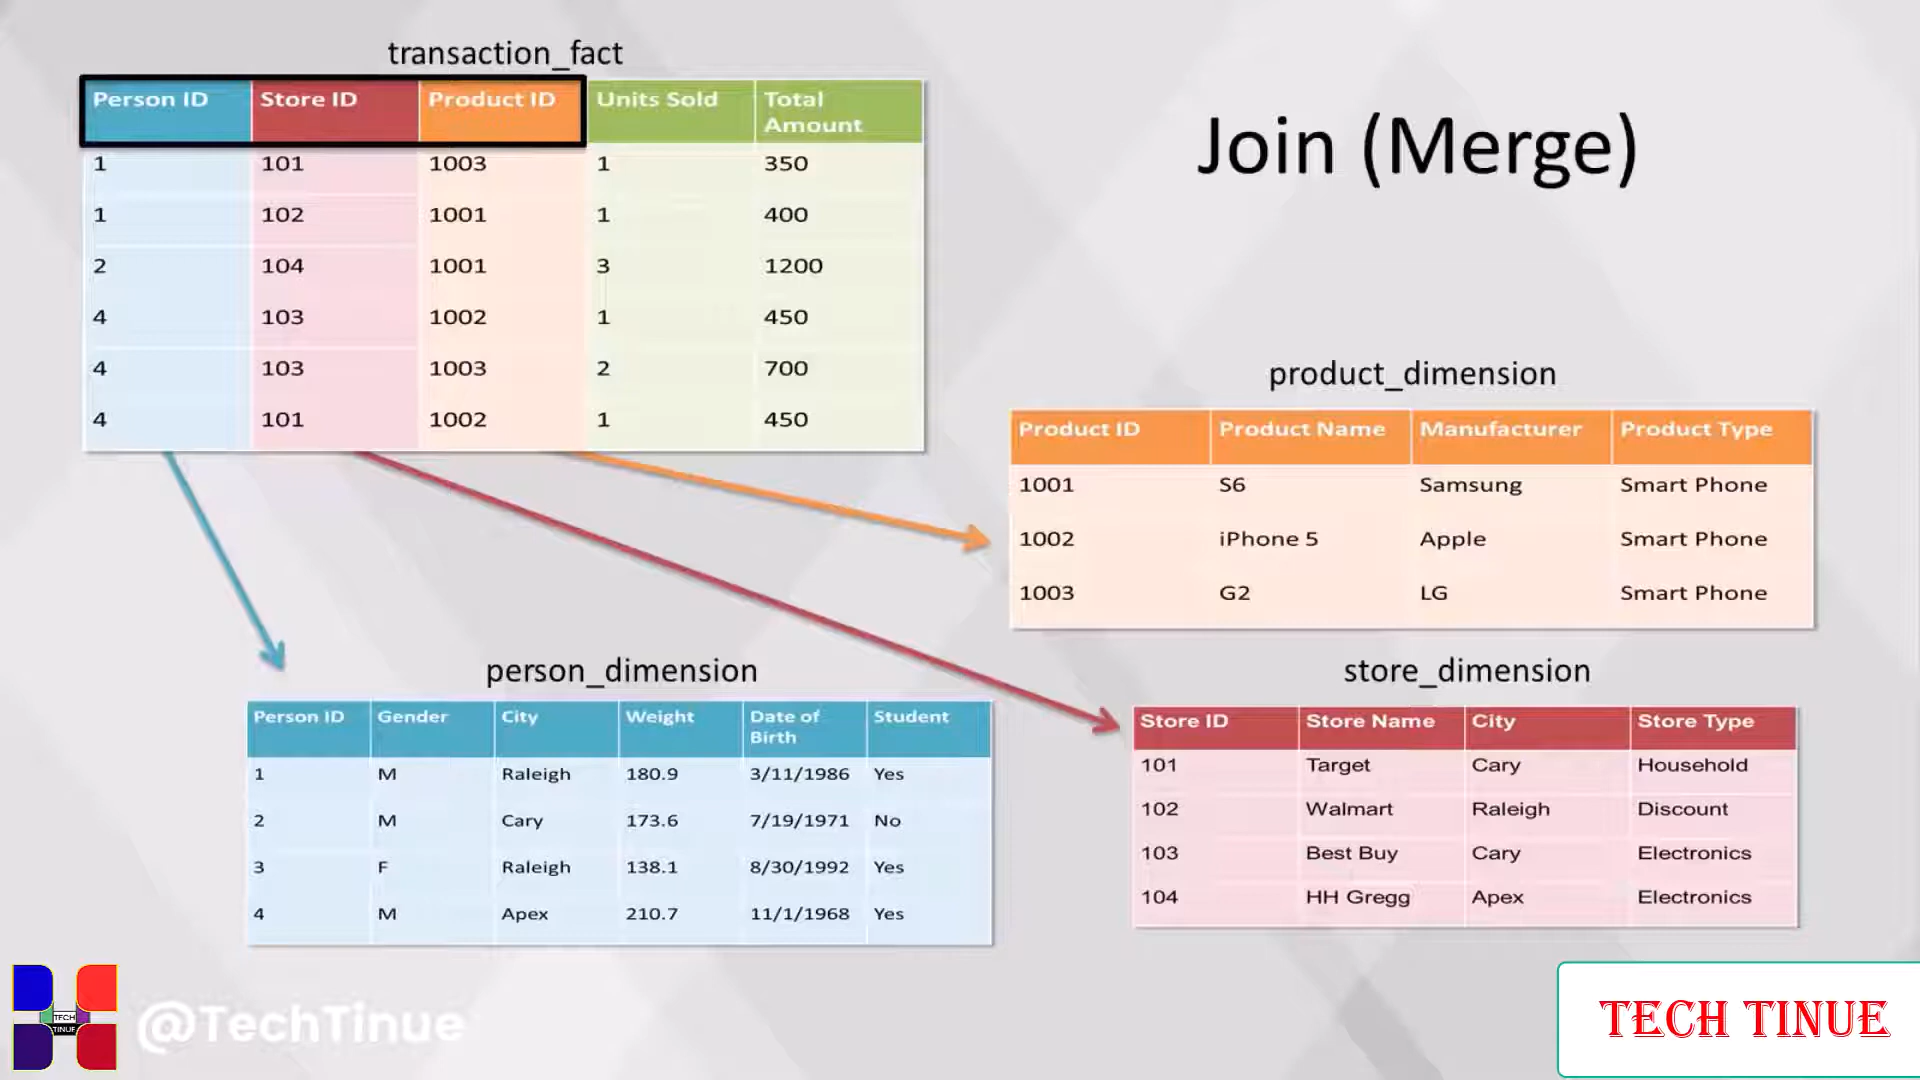 transaction_fact
Person ID Store ID Product ID Units Sold Total Amount
1 101 1003 1 350
1 102 1001 1 400
2 104 1001 3 1200
4 103 1002 1 450
4 103 1003 2 700
4 101 1002 1 450
Join (Merge)
product_dimension
Product ID Product Name Manufacturer Product Type
1001 S6 Samsung Smart Phone
1002 iPhone 5 Apple Smart Phone
1003 G2 LG Smart Phone
person_dimension
Person ID Gender City Weight Date of Birth Student
1 M Raleigh 180.9 3/11/1986 Yes
2 M Cary 173.6 7/19/1971 No
3 F Raleigh 138.1 8/30/1992 Yes
4 M Apex 210.7 11/1/1968 Yes
store_dimension
Store ID Store Name City Store Type
101 Target Cary Household
102 Walmart Raleigh Discount
103 Best Buy Cary Electronics
104 HH Gregg Apex Electronics
TECH
TINUE
@TechTinue
TECH TINUE